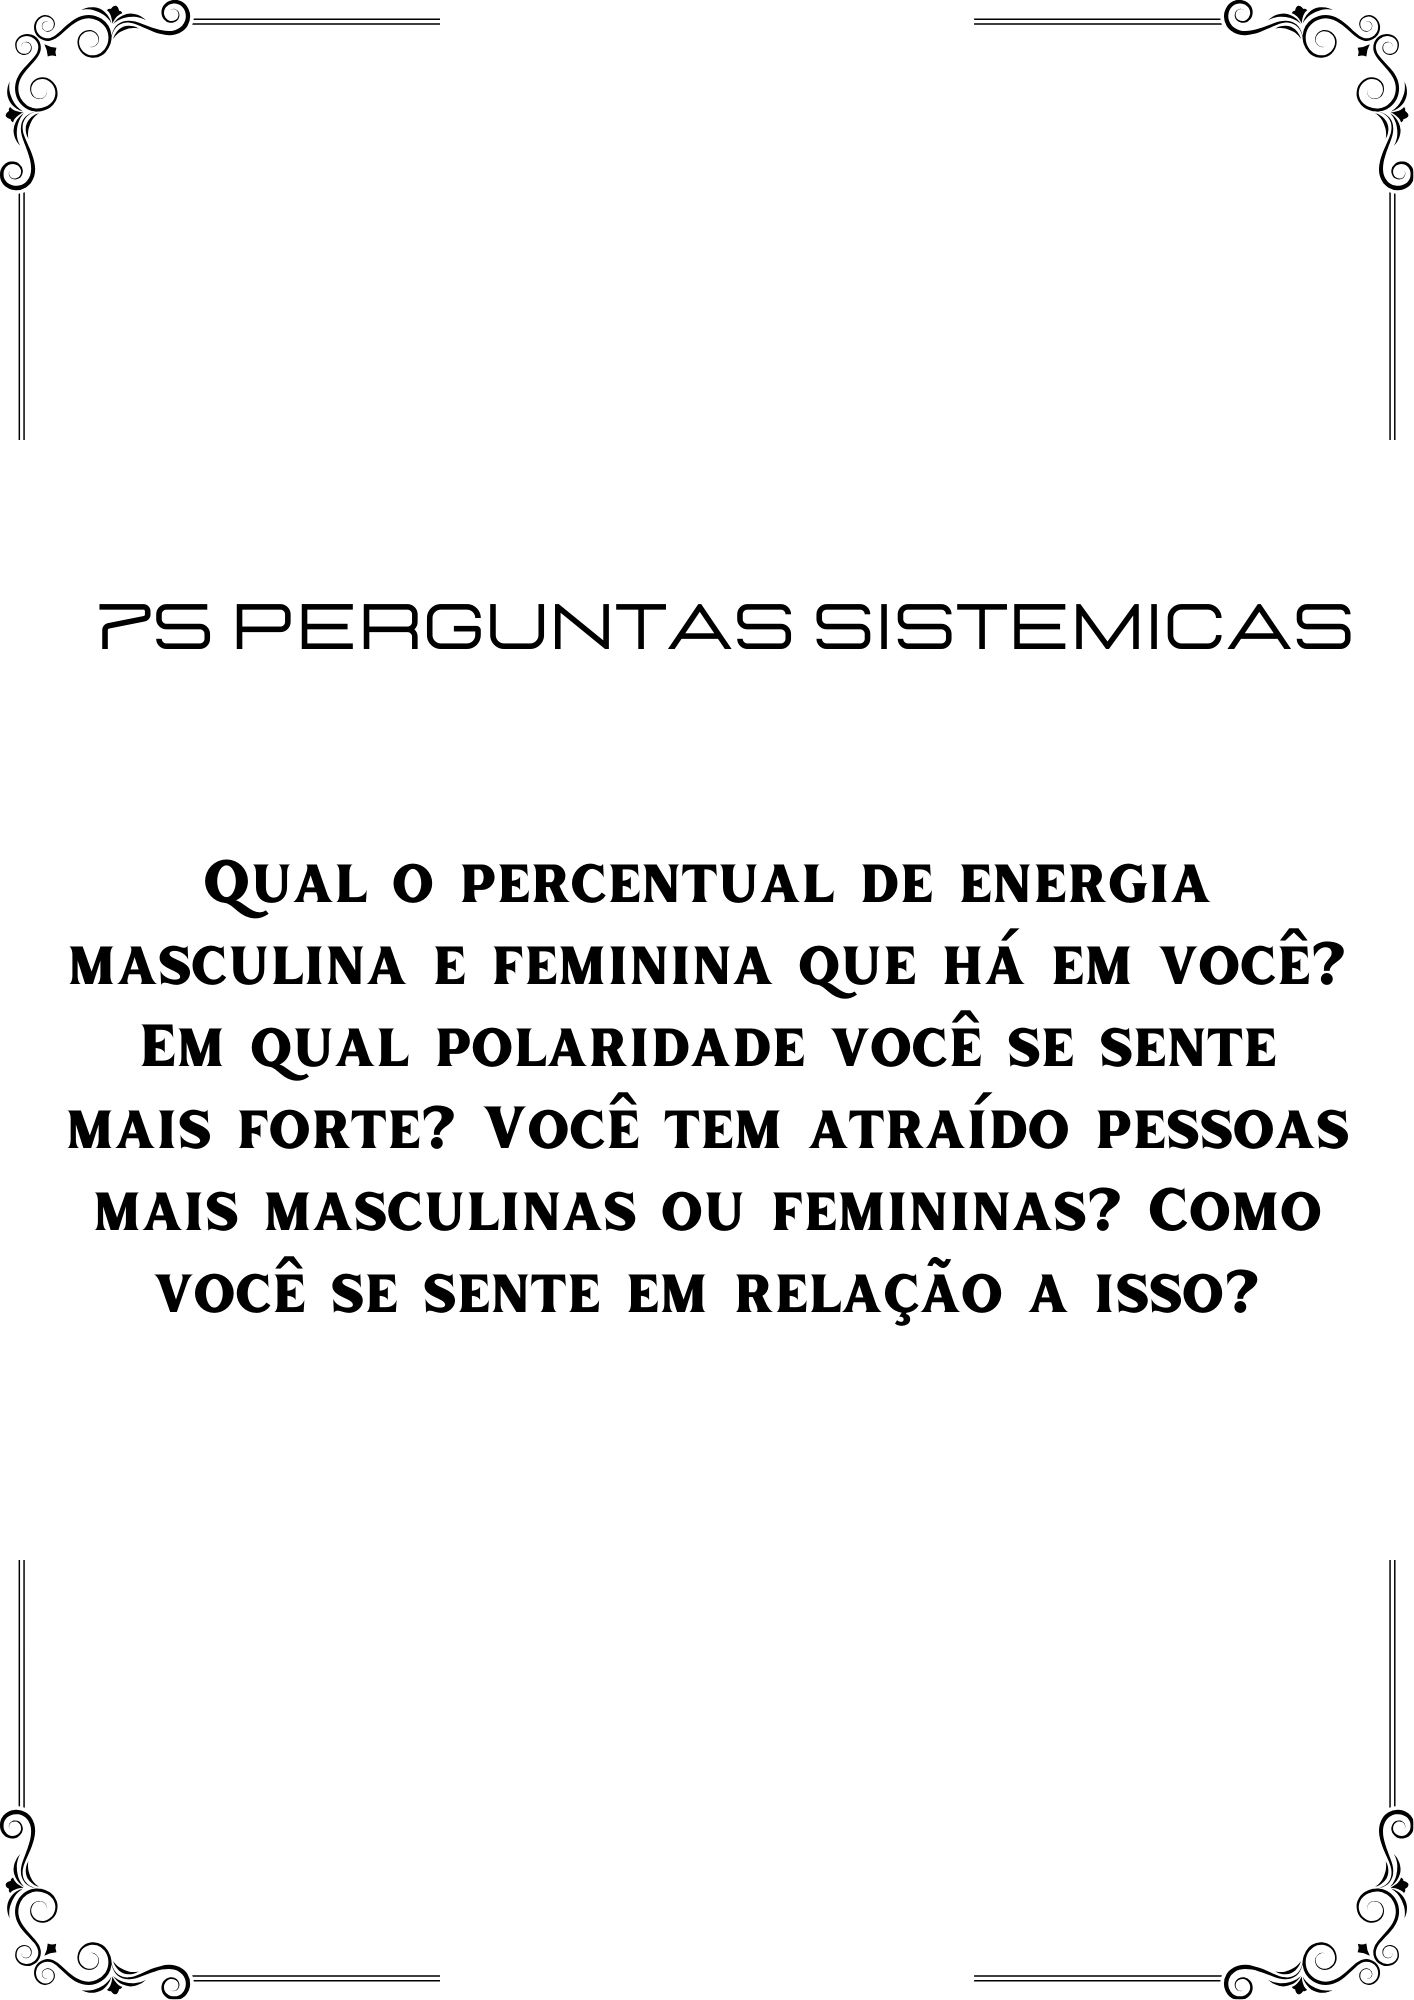 75 PERGUNTAS SISTEMICAS
Qual o percentual de energia
masculina e feminina que há em você?
Em qual polaridade você se sente
mais forte? Você tem atraído pessoas
mais masculinas ou femininas? Como
você se sente em relação a isso?